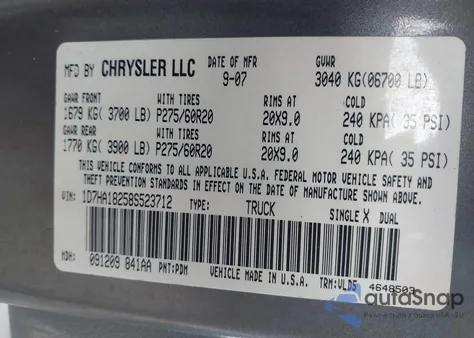 MFD BY CHRYSLER LLC DATE OF MFR 9-07 GVWR 3040 KG(06700 LB)
GAWR FRONT WITH TIRES RIMS AT COLD
1679 KG( 3700 LB) P275/60R20 20X9.0 240 KPA( 35 PSI)
GAWR REAR WITH TIRES RIMS AT COLD
1770 KG( 3900 LB) P275/60R20 20X9.0 240 KPA( 35 PSI)
THIS VEHICLE CONFORMS TO ALL APPLICABLE U.S.A. FEDERAL MOTOR VEHICLE SAFETY AND
THEFT PREVENTION STANDARDS IN EFFECT ON THE DATE OF MANUFACTURE SHOWN ABOVE.
VIN: 1D7HA18258S523712 TYPE: TRUCK SINGLE X DUAL
MDH: 091209 841AA PNT:PDM VEHICLE MADE IN U.S.A. TRM:VLD5 4648503
autoSnap